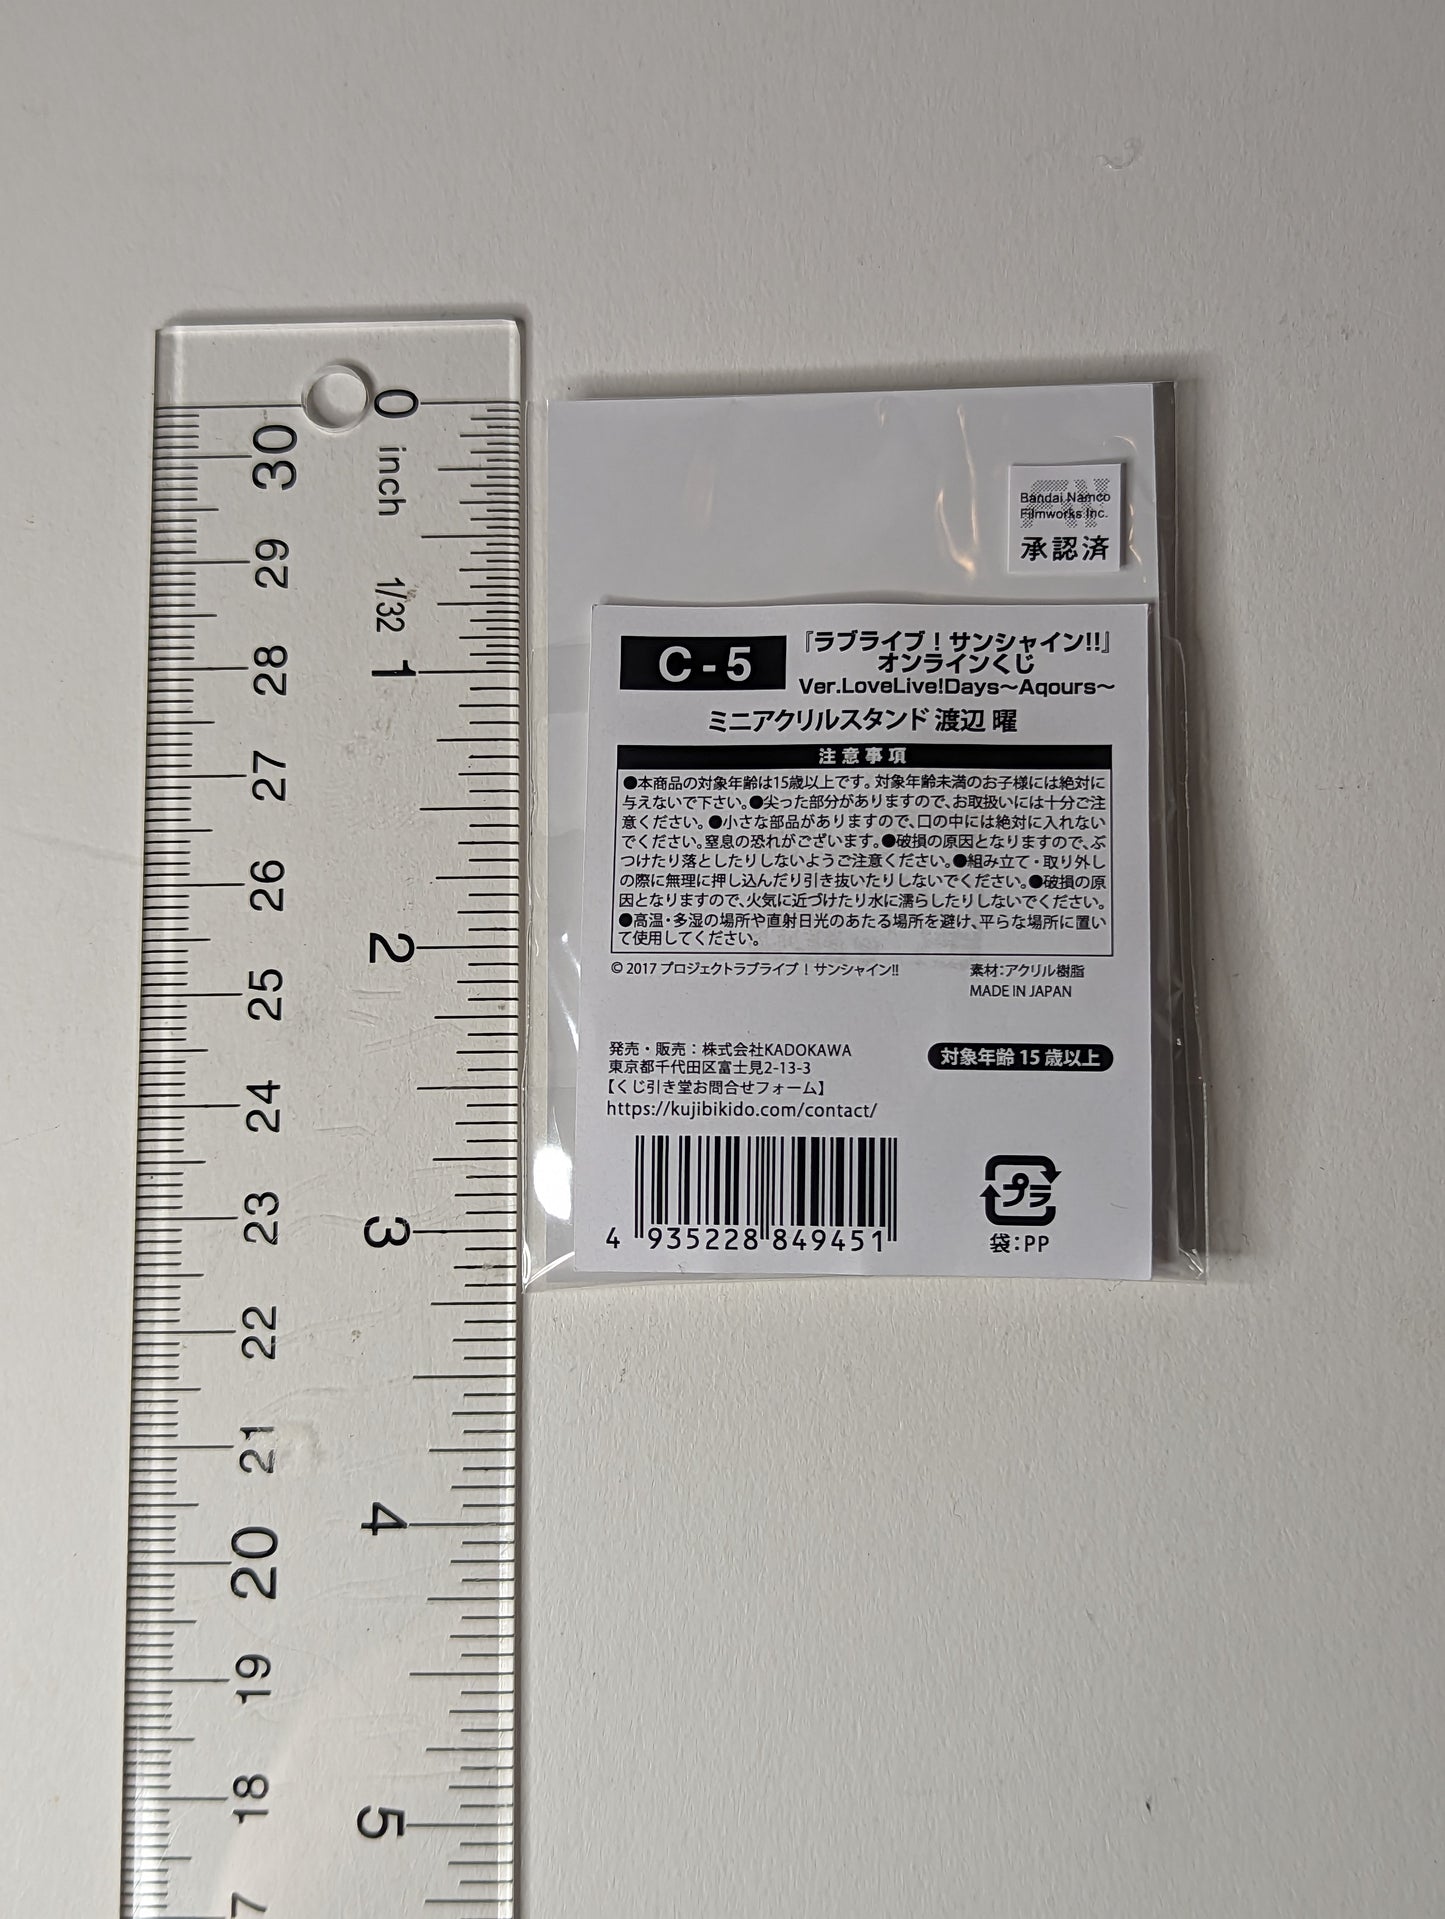 0
inch
1/32
1
2
3
4
5
30
29
28
27
26
25
24
23
22
21
20
19
18
7
Bandai Namco
Filmworks Inc.
承認済
C-5
『ラブライブ！サンシャイン!!』
オンラインくじ
Ver.LoveLive!Days～Aqours～
ミニアクリルスタンド 渡辺 曜
注意事項
●本商品の対象年齢は15歳以上です。対象年齢未満のお子様には絶対に
与えないで下さい。●尖った部分がありますので、お取扱いには十分ご注
意ください。●小さな部品がありますので、口の中には絶対に入れない
でください。窒息の恐れがございます。●破損の原因となりますので、ぶ
つけたり落としたりしないようご注意ください。●組み立て・取り外し
の際に無理に押し込んだり引き抜いたりしないでください。●破損の原
因となりますので、火気に近づけたり水に濡らしたりしないでください。
●高温・多湿の場所や直射日光のあたる場所を避け、平らな場所に置い
て使用してください。
© 2017 プロジェクトラブライブ！サンシャイン!!
素材：アクリル樹脂
MADE IN JAPAN
発売・販売：株式会社KADOKAWA
東京都千代田区富士見2-13-3
【くじ引き堂お問合せフォーム】
https://kujibikido.com/contact/
対象年齢 15 歳以上
4 935228 849451
プラ
袋：PP